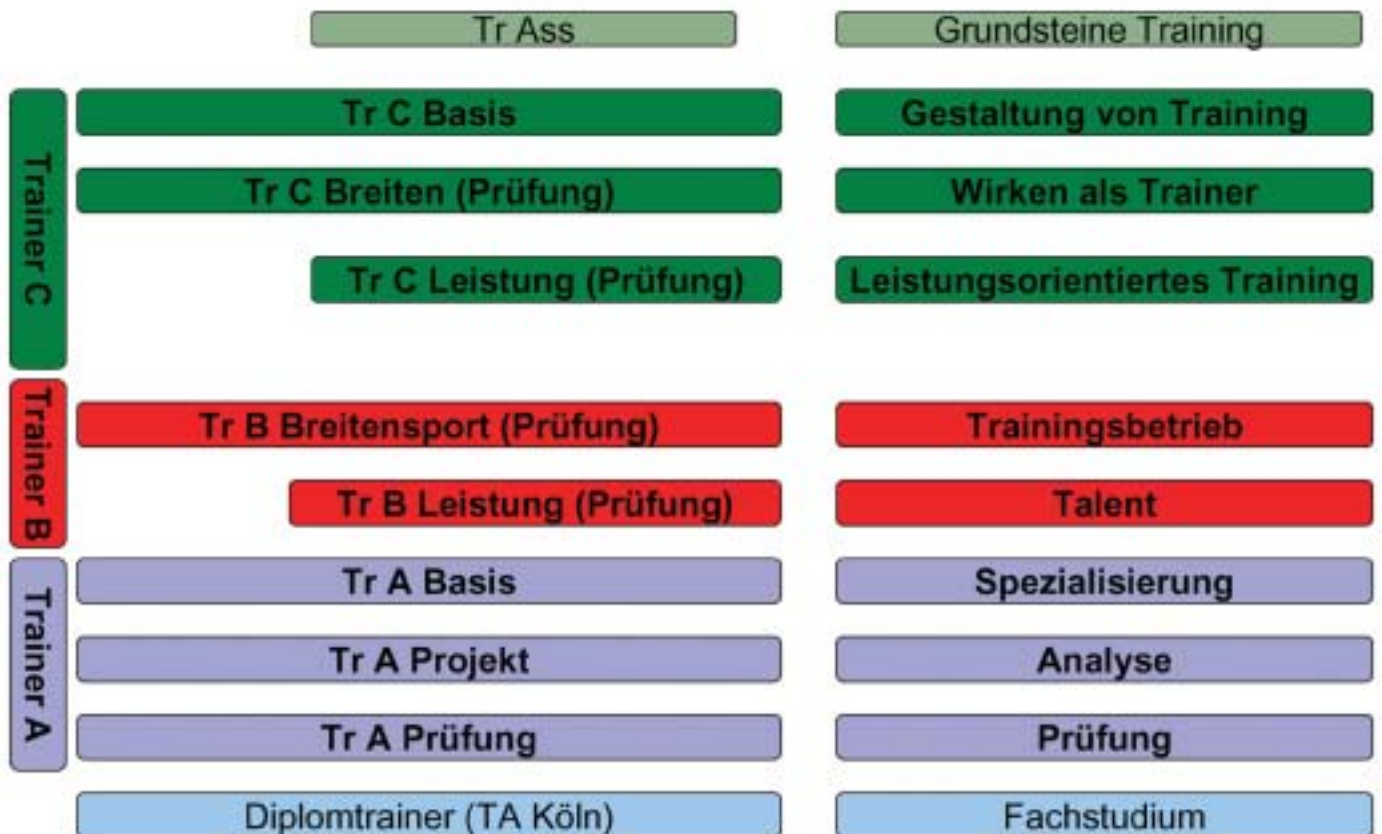 Tr Ass
Grundsteine Training
Trainer C
Tr C Basis
Gestaltung von Training
Tr C Breiten (Prüfung)
Wirken als Trainer
Tr C Leistung (Prüfung)
Leistungsorientiertes Training
Trainer B
Tr B Breitensport (Prüfung)
Trainingsbetrieb
Tr B Leistung (Prüfung)
Talent
Trainer A
Tr A Basis
Spezialisierung
Tr A Projekt
Analyse
Tr A Prüfung
Prüfung
Diplomtrainer (TA Köln)
Fachstudium